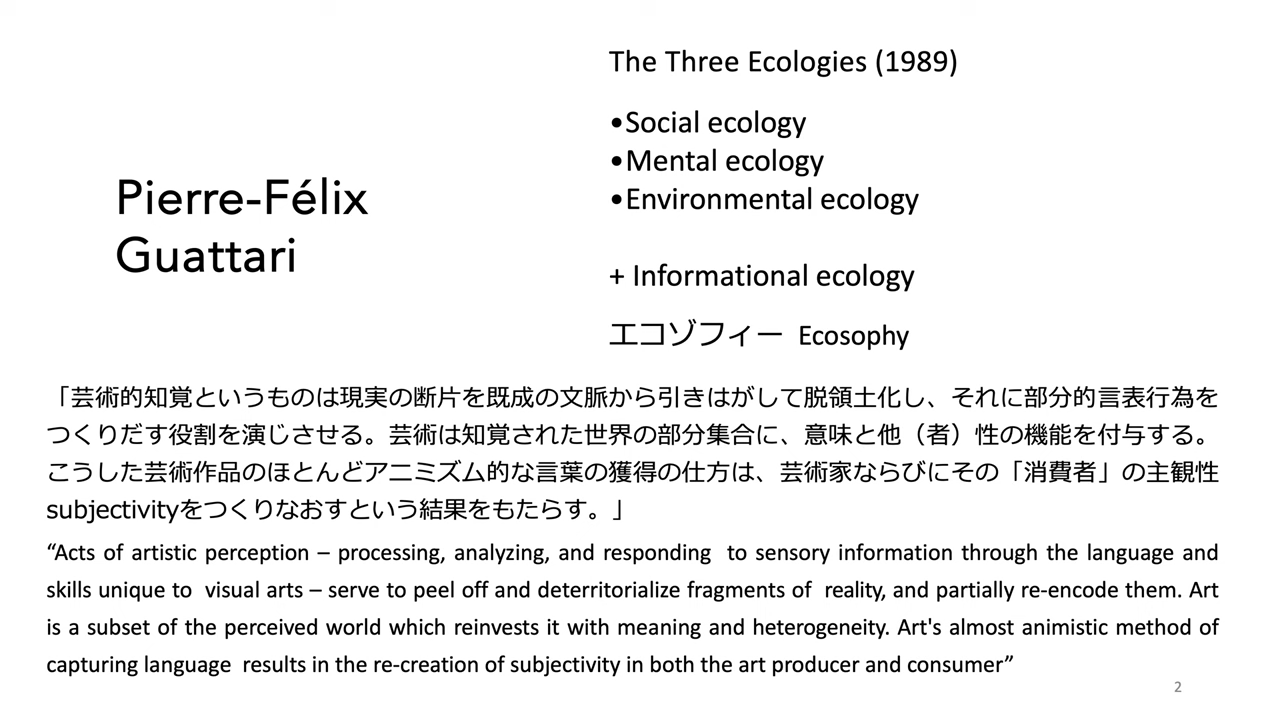 Pierre-Félix
Guattari
The Three Ecologies (1989)
•Social ecology
•Mental ecology
•Environmental ecology
+ Informational ecology
エコゾフィー Ecosophy
「芸術的知覚というものは現実の断片を既成の文脈から引きはがして脱領土化し、それに部分的言表行為を
つくりだす役割を演じさせる。芸術は知覚された世界の部分集合に、意味と他（者）性の機能を付与する。
こうした芸術作品のほとんどアニミズム的な言葉の獲得の仕方は、芸術家ならびにその「消費者」の主観性
subjectivityをつくりなおすという結果をもたらす。」
“Acts of artistic perception – processing, analyzing, and responding to sensory information through the language and
skills unique to visual arts – serve to peel off and deterritorialize fragments of reality, and partially re-encode them. Art
is a subset of the perceived world which reinvests it with meaning and heterogeneity. Art's almost animistic method of
capturing language results in the re-creation of subjectivity in both the art producer and consumer”
2